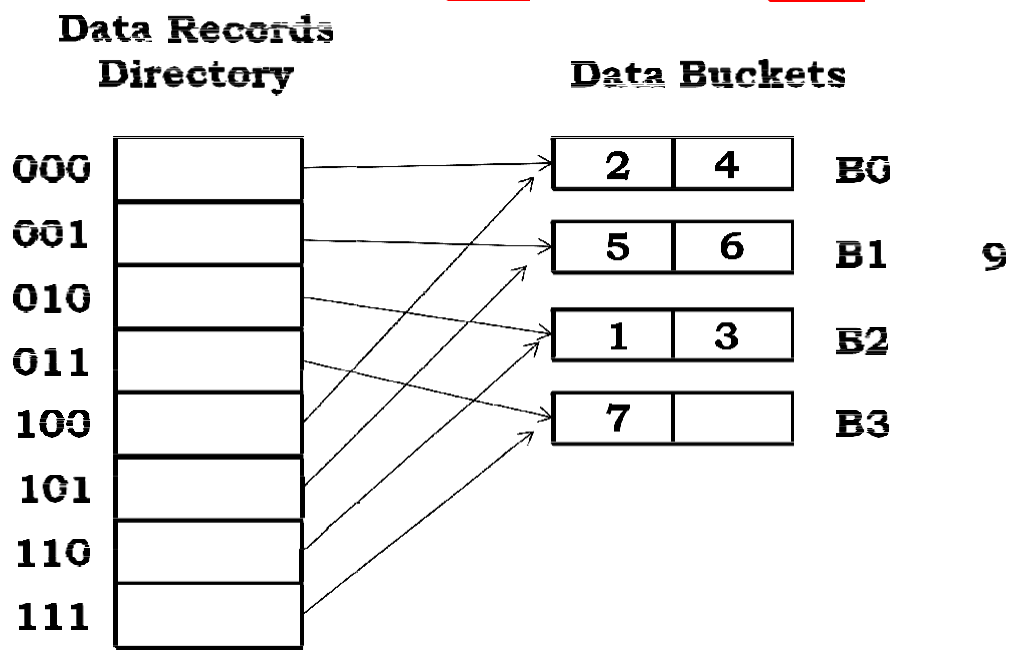 Data Records
Directory
Data Buckets
000
2 4 B0
001
5 6 B1 9
010
1 3 B2
011
7 B3
100
101
110
111